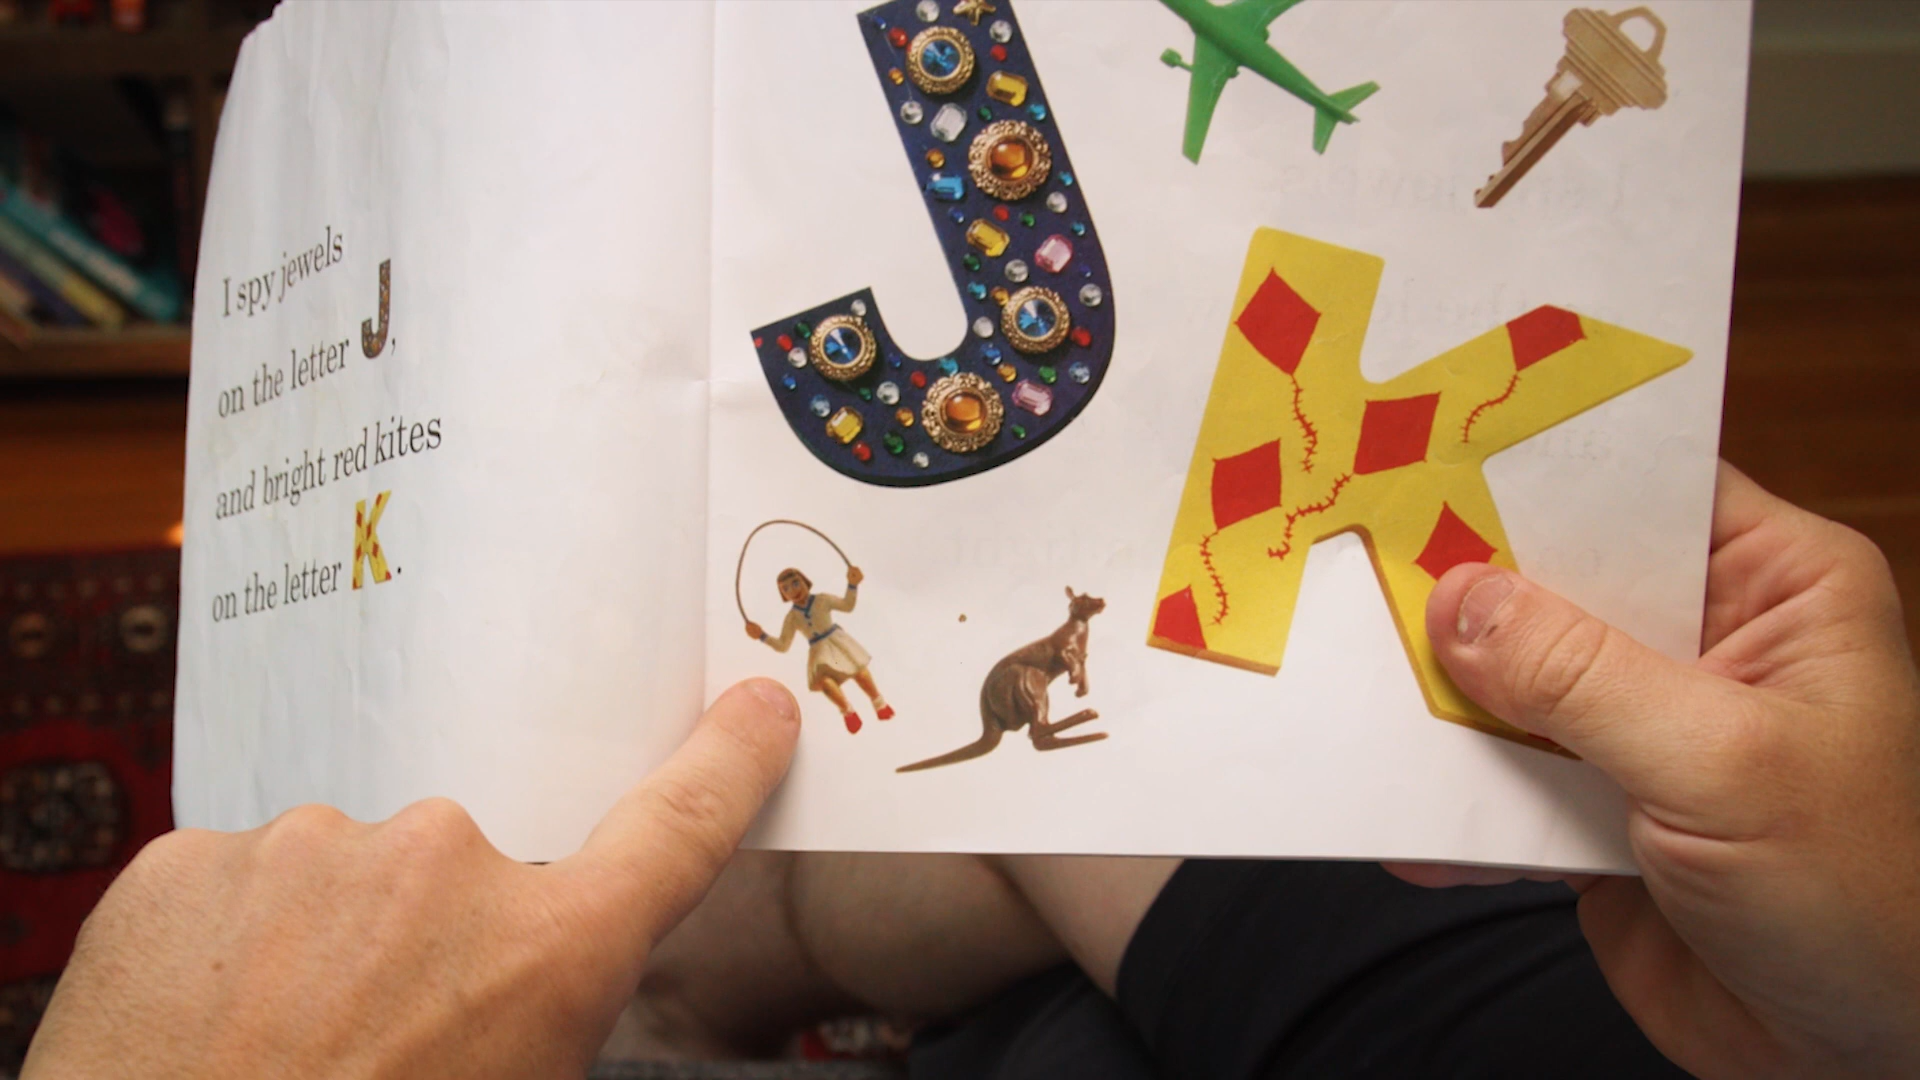 I spy jewels
on the letter J,
and bright red kites
on the letter K.
J
K